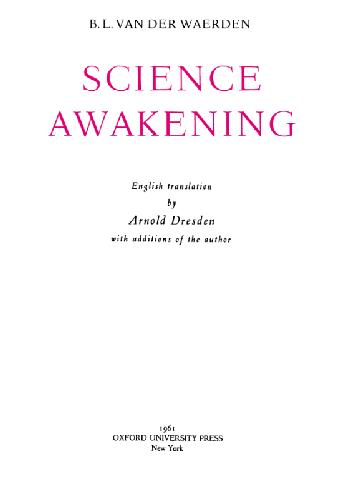 B. L. VAN DER WAERDEN
SCIENCE
AWAKENING
English translation
by
Arnold Dresden
with additions of the author
1961
OXFORD UNIVERSITY PRESS
New York